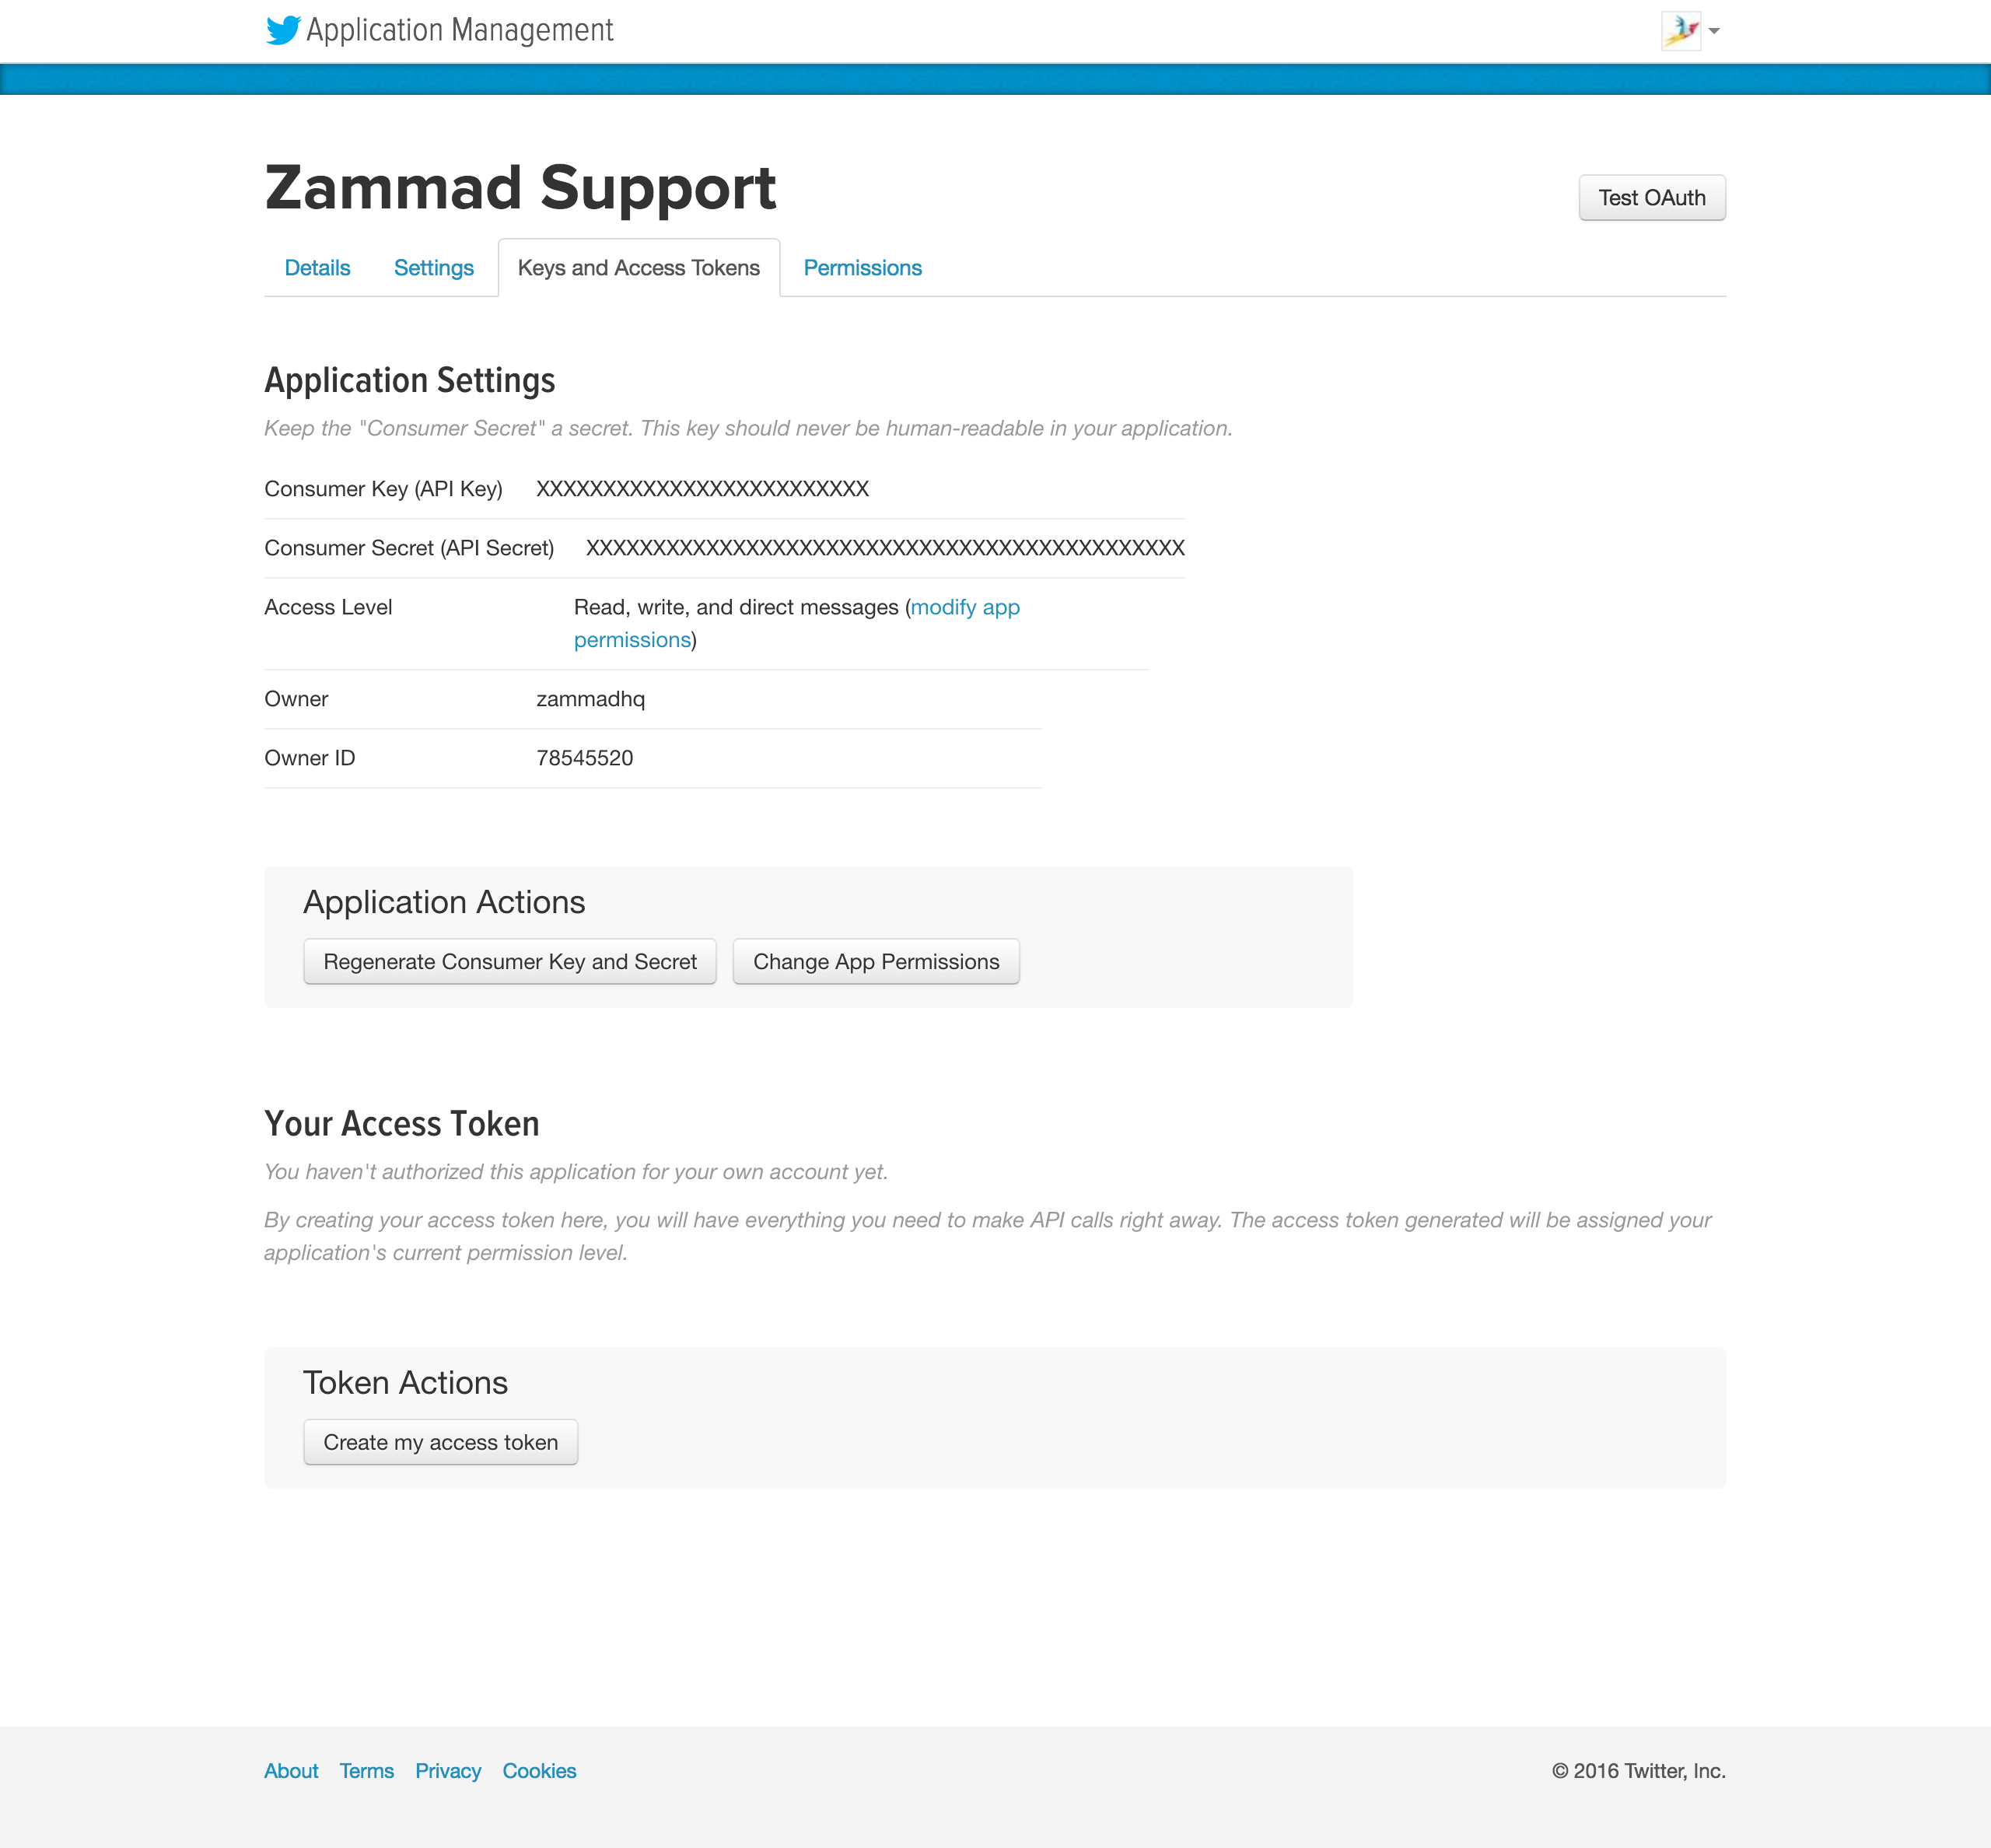 Application Management
Zammad Support
Test OAuth
Details Settings Keys and Access Tokens Permissions
Application Settings
Keep the "Consumer Secret" a secret. This key should never be human-readable in your application.
Consumer Key (API Key) XXXXXXXXXXXXXXXXXXXXXXXXX
Consumer Secret (API Secret) XXXXXXXXXXXXXXXXXXXXXXXXXXXXXXXXXXXXXXXXXXXXX
Access Level Read, write, and direct messages (modify app
permissions)
Owner zammadhq
Owner ID 78545520
Application Actions
Regenerate Consumer Key and Secret Change App Permissions
Your Access Token
You haven't authorized this application for your own account yet.
By creating your access token here, you will have everything you need to make API calls right away. The access token generated will be assigned your
application's current permission level.
Token Actions
Create my access token
About Terms Privacy Cookies © 2016 Twitter, Inc.